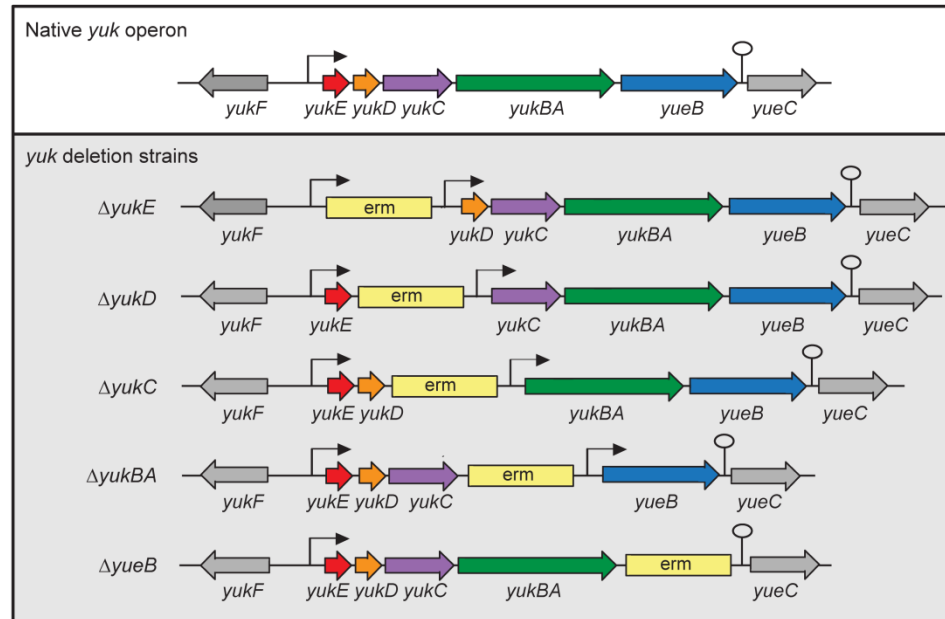 Native yuk operon
yukF yukE yukD yukC yukBA yueB yueC
yuk deletion strains
ΔyukE erm
yukF yukD yukC yukBA yueB yueC
ΔyukD erm
yukF yukE yukC yukBA yueB yueC
ΔyukC erm
yukF yukE yukD yukBA yueB yueC
ΔyukBA erm
yukF yukE yukD yukC yueB yueC
ΔyueB erm
yukF yukE yukD yukC yukBA yueC